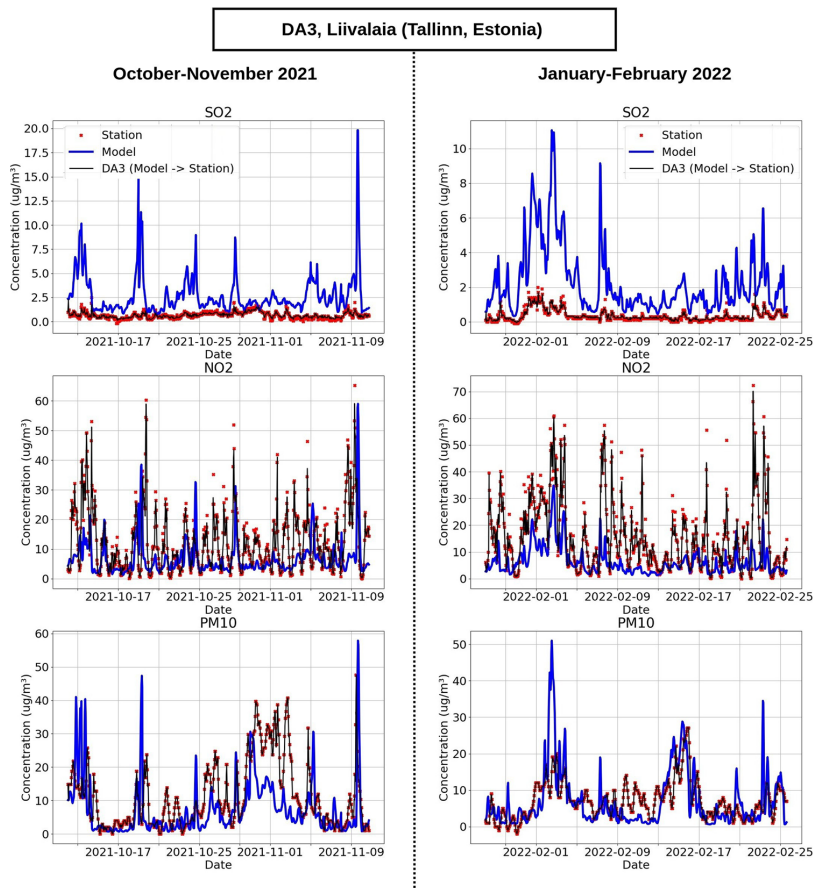 DA3, Liivalaia (Tallinn, Estonia)
October-November 2021
January-February 2022
SO2
20.0
17.5
15.0
12.5
10.0
7.5
5.0
2.5
0.0
Concentration (ug/m³)
Station
Model
DA3 (Model -> Station)
2021-10-17 2021-10-25 2021-11-01 2021-11-09
Date
SO2
10
8
6
4
2
0
Concentration (ug/m³)
Station
Model
DA3 (Model -> Station)
2022-02-01 2022-02-09 2022-02-17 2022-02-25
Date
NO2
60
50
40
30
20
10
0
Concentration (ug/m³)
2021-10-17 2021-10-25 2021-11-01 2021-11-09
Date
NO2
70
60
50
40
30
20
10
0
Concentration (ug/m³)
2022-02-01 2022-02-09 2022-02-17 2022-02-25
Date
PM10
60
50
40
30
20
10
0
Concentration (ug/m³)
2021-10-17 2021-10-25 2021-11-01 2021-11-09
Date
PM10
50
40
30
20
10
0
Concentration (ug/m³)
2022-02-01 2022-02-09 2022-02-17 2022-02-25
Date